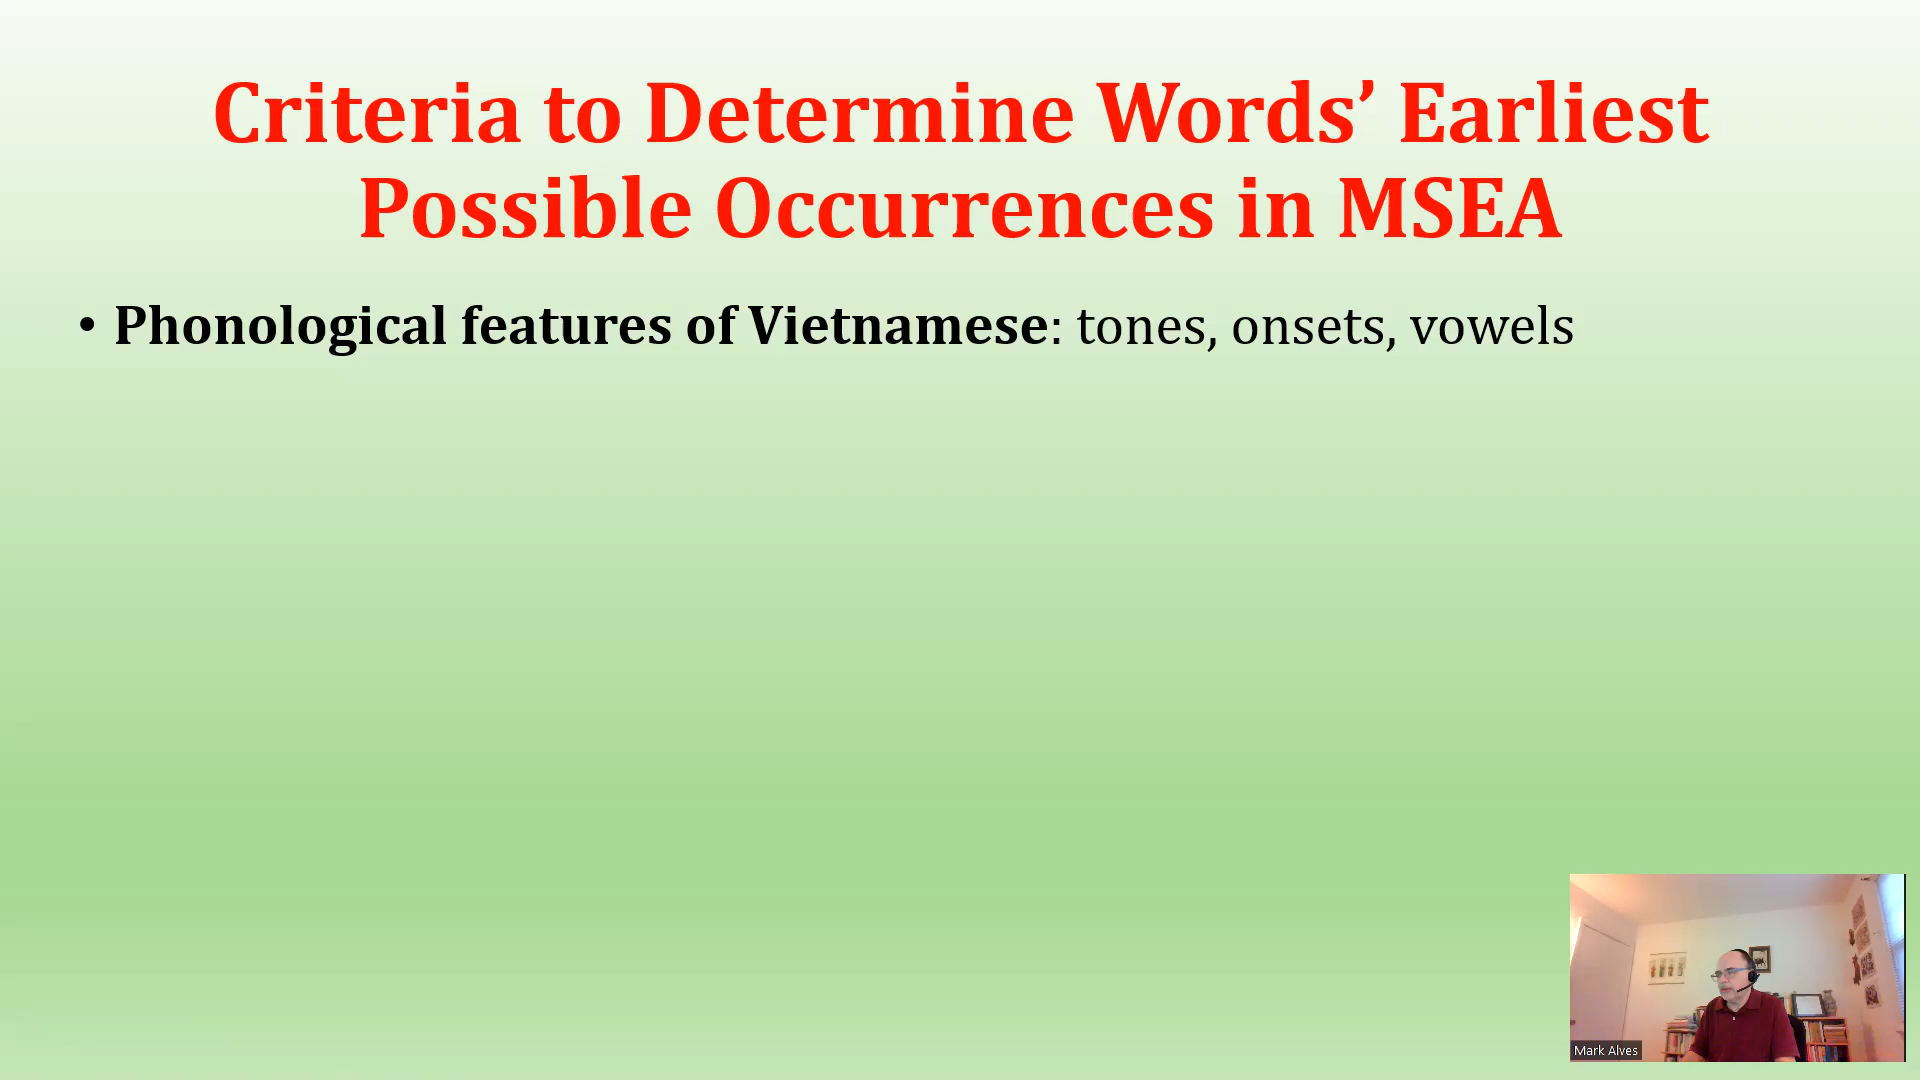 Criteria to Determine Words’ Earliest
Possible Occurrences in MSEA
• Phonological features of Vietnamese: tones, onsets, vowels
Mark Alves